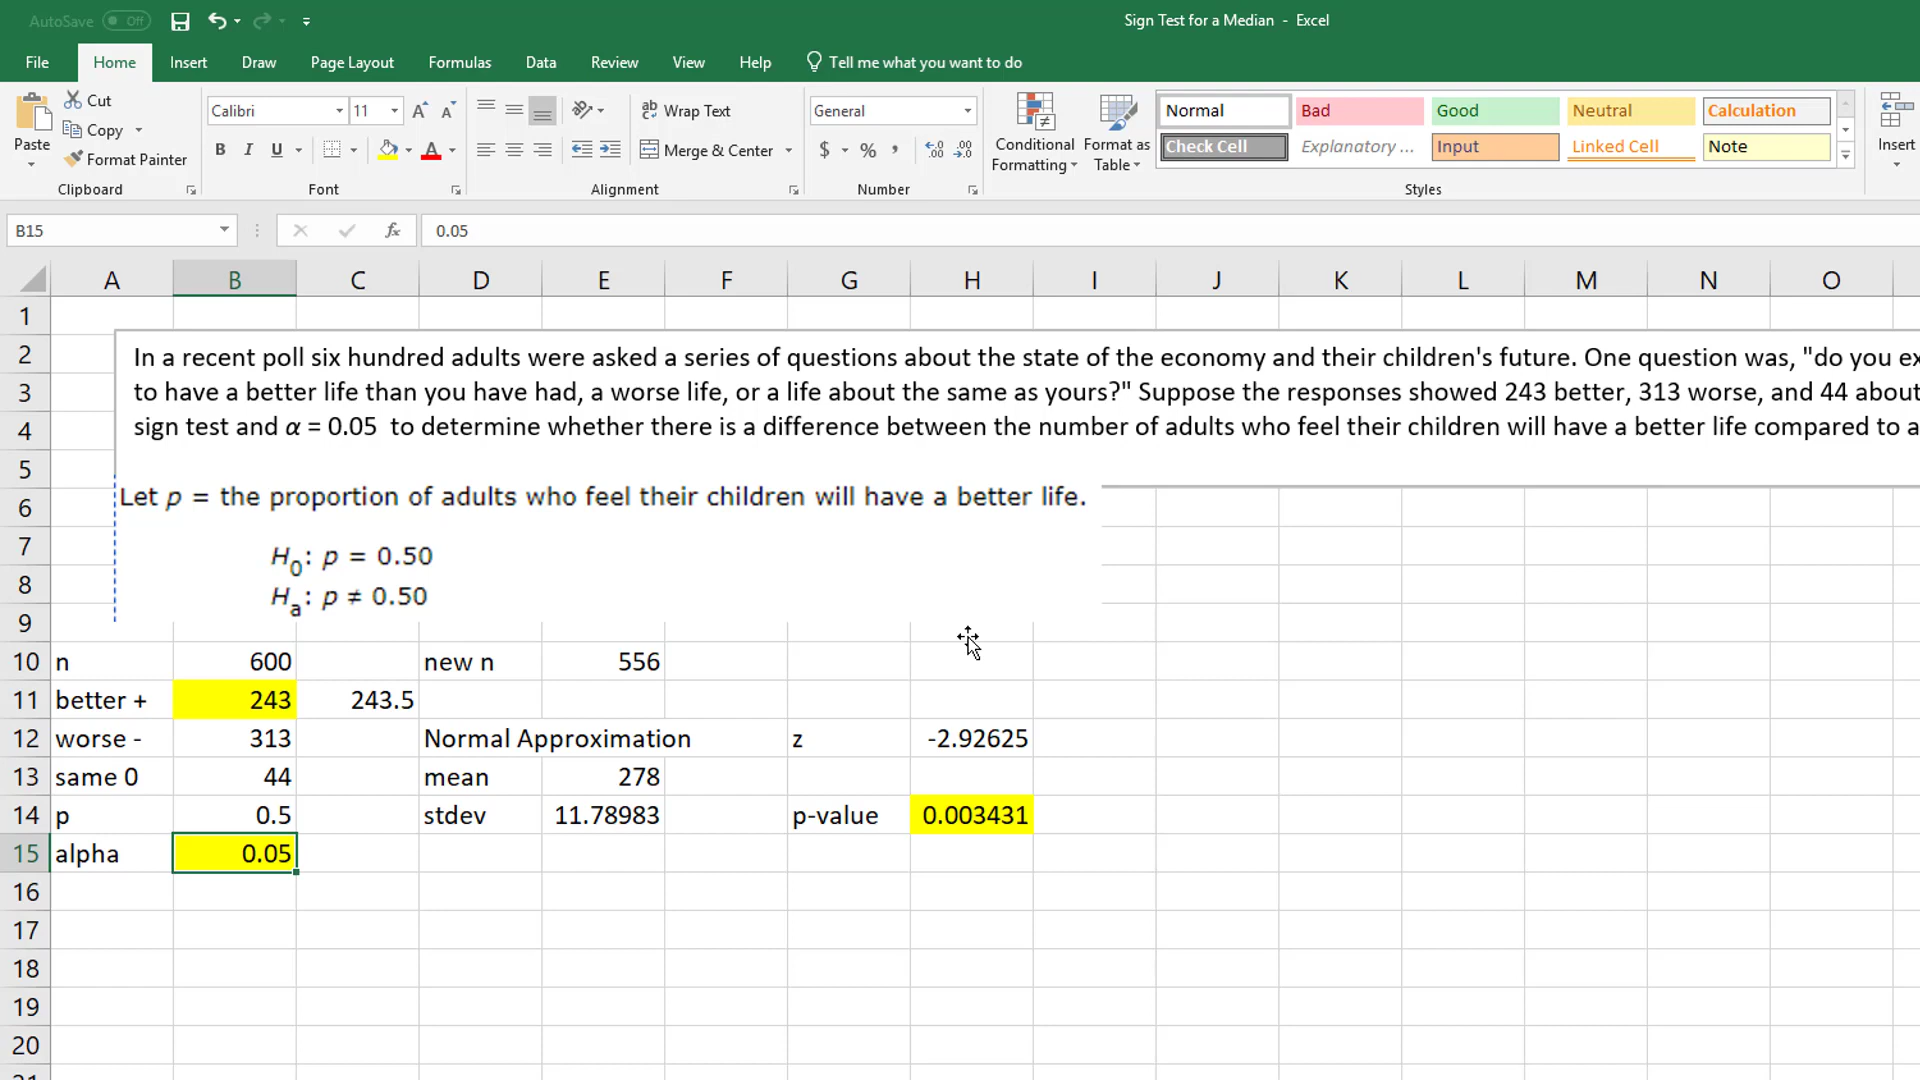 AutoSave Off
Sign Test for a Median - Excel
File Home Insert Draw Page Layout Formulas Data Review View Help Tell me what you want to do
Paste
Cut
Copy
Format Painter
Clipboard
Calibri 11
B I U
Font
Wrap Text
Merge & Center
Alignment
General
$ % ,
Number
Conditional Formatting
Format as Table
Normal Bad Good Neutral Calculation
Check Cell Explanatory ... Input Linked Cell Note
Styles
Insert
B15 fx 0.05
A B C D E F G H I J K L M N O
1
2
3
4
5
6
7
8
9
In a recent poll six hundred adults were asked a series of questions about the state of the economy and their children's future. One question was, "do you ex
to have a better life than you have had, a worse life, or a life about the same as yours?" Suppose the responses showed 243 better, 313 worse, and 44 about
sign test and α = 0.05 to determine whether there is a difference between the number of adults who feel their children will have a better life compared to a
Let p = the proportion of adults who feel their children will have a better life.
H0: p = 0.50
Ha: p ≠ 0.50
10 n 600 new n 556
11 better + 243 243.5
12 worse - 313 Normal Approximation z -2.92625
13 same 0 44 mean 278
14 p 0.5 stdev 11.78983 p-value 0.003431
15 alpha 0.05
16
17
18
19
20